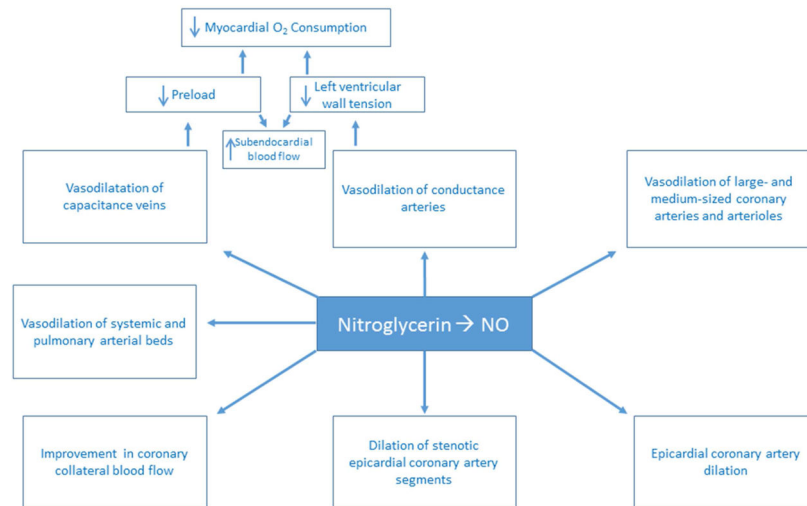 ↓ Myocardial O₂ Consumption
↓ Preload
↓ Left ventricular
wall tension
↑ Subendocardial
blood flow
Vasodilatation of
capacitance veins
Vasodilation of conductance
arteries
Vasodilation of large- and
medium-sized coronary
arteries and arterioles
Vasodilation of systemic and
pulmonary arterial beds
Nitroglycerin → NO
Improvement in coronary
collateral blood flow
Dilation of stenotic
epicardial coronary artery
segments
Epicardial coronary artery
dilation